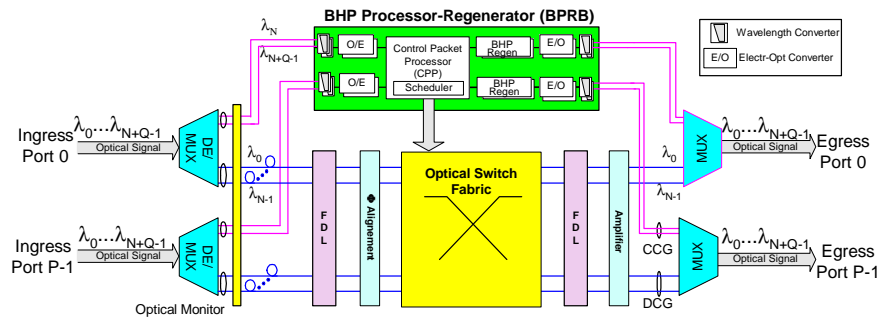 BHP Processor-Regenerator (BPRB)
λN
λN+Q-1
O/E
Control Packet
Processor
(CPP)
Scheduler
BHP
Regen
E/O
O/E
BHP
Regen
E/O
Wavelength Converter
E/O Electr-Opt Converter
Ingress
Port 0
λ0...λN+Q-1
Optical Signal
DE/
MUX
λ0
λN-1
FDL
Φ Alignement
Optical Switch
Fabric
FDL
Amplifier
λ0
λN-1
MUX
λ0...λN+Q-1
Optical Signal
Egress
Port 0
Ingress
Port P-1
λ0...λN+Q-1
Optical Signal
DE/
MUX
Optical Monitor
CCG
DCG
MUX
λ0...λN+Q-1
Optical Signal
Egress
Port P-1